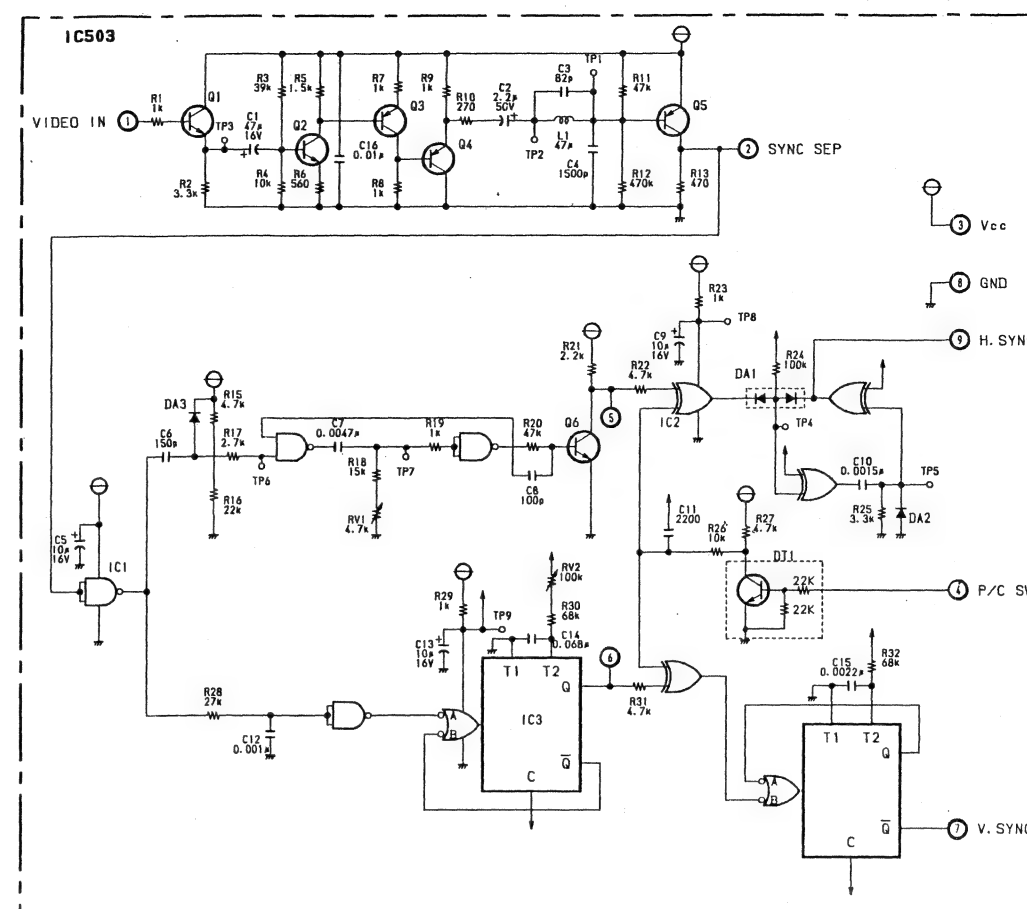 IC503
VIDEO IN 1
R1
1k
Q1
TP3
R2
3.3k
C1
47µ
16V
R3
39k
R4
10k
Q2
R5
1.5k
R6
560
C16
0.01µ
R7
1k
Q3
R8
1k
R9
1k
Q4
R10
270
C2
2.2µ
50V
TP2
C3
82p
TP1
L1
47µ
C4
1500p
R11
47k
R12
470k
Q5
R13
470
2 SYNC SEP
3 Vcc
8 GND
9 H. SYN
R23
1k
TP8
C9
10µ
16V
R21
2.2k
R22
4.7k
5
IC2
DA1
R24
100k
TP4
C10
0.0015µ
TP5
R25
3.3k
DA2
DA3
R15
4.7k
C6
150p
R17
2.7k
TP6
R16
22k
C7
0.0047µ
R18
15k
RV1
4.7k
TP7
R19
1k
R20
47k
C8
100p
Q6
C5
10µ
16V
IC1
C11
2200
R26
10k
R27
4.7k
DT1
22K
22K
4 P/C SW
R29
1k
TP9
C13
10µ
16V
RV2
100k
R30
68k
C14
0.068µ
T1 T2
Q
IC3
Q̅
C
A
B
6
R31
4.7k
R28
27k
C12
0.001µ
C15
0.0022µ
R32
68k
T1 T2
Q
Q̅
C
A
B
7 V. SYNC